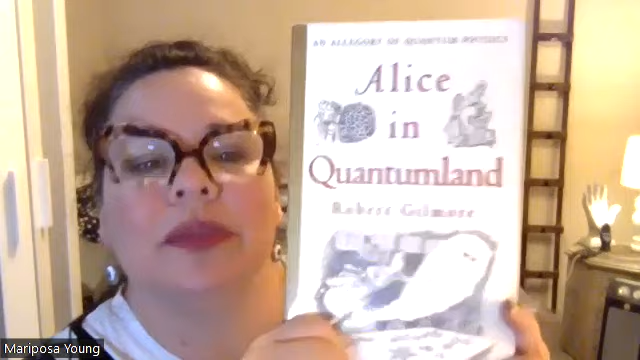 AN ALLEGORY OF QUANTUM PHYSICS
Alice
in
Quantumland
Robert Gilmore
Mariposa Young